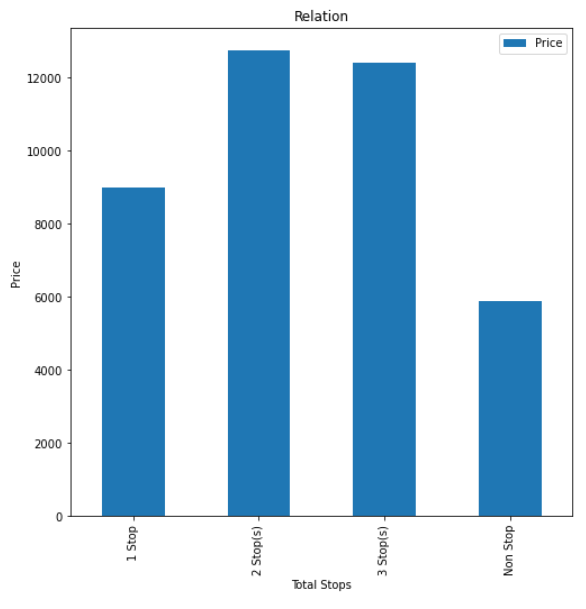 Relation
Price
12000
10000
8000
6000
4000
2000
0
Price
1 Stop
2 Stop(s)
3 Stop(s)
Non Stop
Total Stops